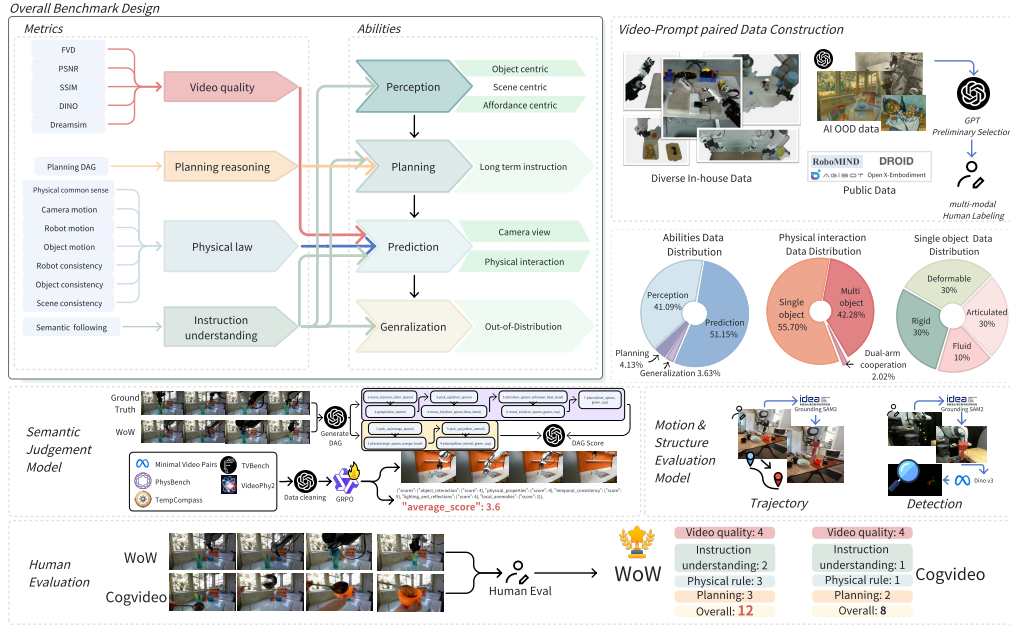 Overall Benchmark Design
Metrics
FVD
PSNR
SSIM
DINO
Dreamsim
Planning DAG
Physical common sense
Camera motion
Robot motion
Object motion
Robot consistency
Object consistency
Scene consistency
Semantic following
Video quality
Planning reasoning
Physical law
Instruction
understanding
Abilities
Perception
Planning
Prediction
Genralization
Object centric
Scene centric
Affordance centric
Long term instruction
Camera view
Physical interaction
Out-of-Distribution
Video-Prompt paired Data Construction
Diverse In-house Data
AI OOD data
RoboMIND
DROID
AGIBOT
Open X-Embodiment
Public Data
GPT
Preliminary Selection
multi-modal
Human Labeling
Abilities Data
Distribution
Perception
41.09%
Prediction
51.15%
Planning
4.13%
Generalization 3.63%
Physical interaction
Data Distribution
Single
object
55.70%
Multi
object
42.28%
Dual-arm
cooperation
2.02%
Single object Data
Distribution
Deformable
30%
Articulated
30%
Rigid
30%
Fluid
10%
Semantic
Judgement
Model
Ground
Truth
WoW
Generate
DAG
DAG Score
Minimal Video Pairs
PhysBench
TempCompass
TVBench
VideoPhy2
Data cleaning
GRPO
"average_score": 3.6
Motion &
Structure
Evaluation
Model
idea
Grounding SAM2
Trajectory
idea
Grounding SAM2
Dino v3
Detection
Human
Evaluation
WoW
Cogvideo
Human Eval
WoW
Video quality: 4
Instruction
understanding: 2
Physical rule: 3
Planning: 3
Overall: 12
Video quality: 4
Instruction
understanding: 1
Physical rule: 1
Planning: 2
Overall: 8
Cogvideo